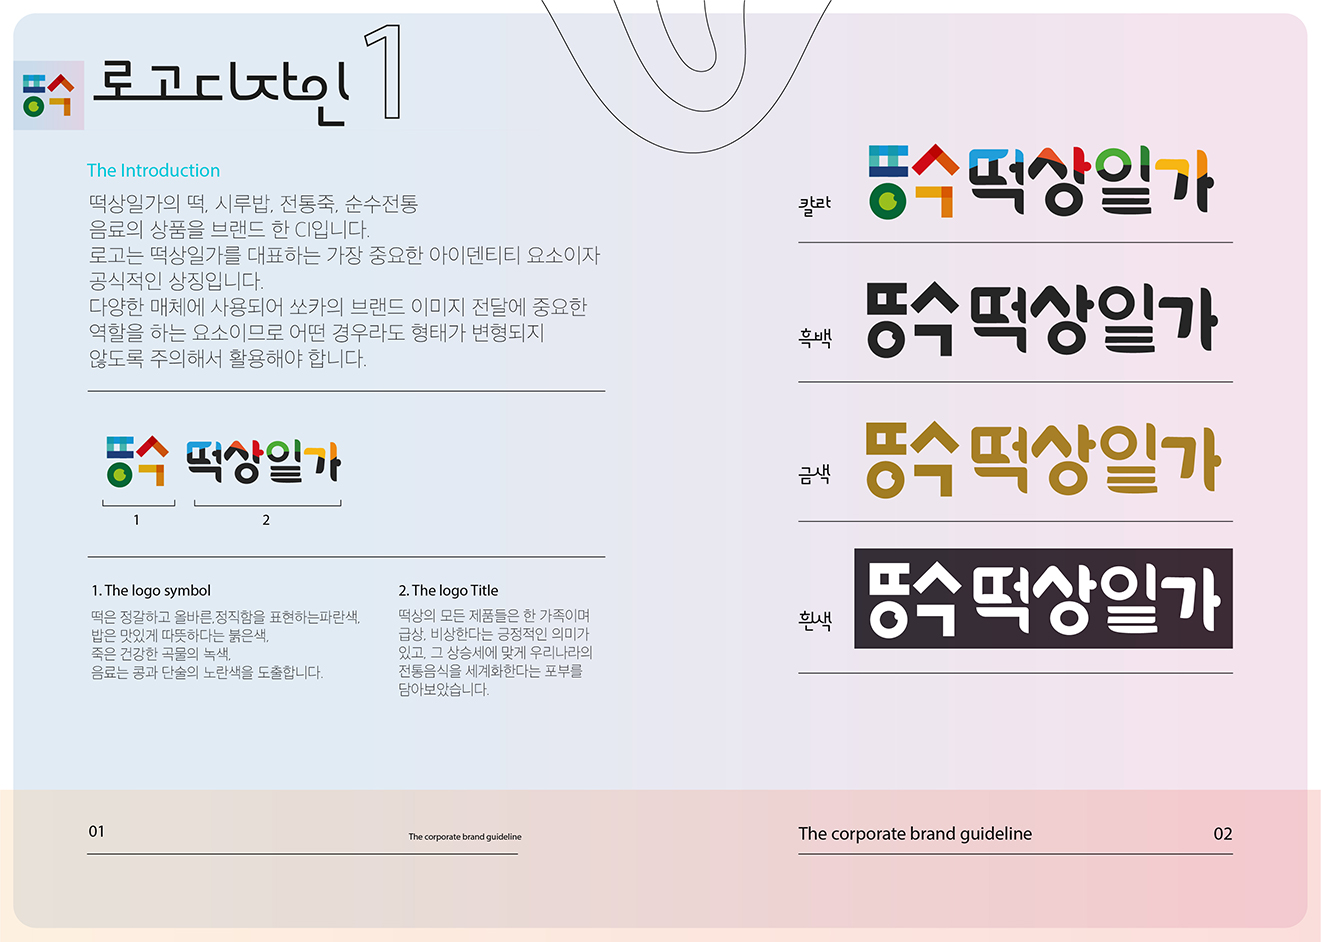 로고디자인 1
The Introduction
떡상일가의 떡, 시루밥, 전통죽, 순수전통
음료의 상품을 브랜드 한 CI입니다.
로고는 떡상일가를 대표하는 가장 중요한 아이덴티티 요소이자
공식적인 상징입니다.
다양한 매체에 사용되어 쏘카의 브랜드 이미지 전달에 중요한
역할을 하는 요소이므로 어떤 경우라도 형태가 변형되지
않도록 주의해서 활용해야 합니다.
떡상일가
1
2
1. The logo symbol
떡은 정갈하고 올바른,정직함을 표현하는파란색,
밥은 맛있게 따뜻하다는 붉은색,
죽은 건강한 곡물의 녹색,
음료는 콩과 단술의 노란색을 도출합니다.
2. The logo Title
떡상의 모든 제품들은 한 가족이며
급상, 비상한다는 긍정적인 의미가
있고, 그 상승세에 맞게 우리나라의
전통음식을 세계화한다는 포부를
담아보았습니다.
01
The corporate brand guideline
칼라
떡상일가
흑백
떡상일가
금색
떡상일가
흰색
떡상일가
The corporate brand guideline
02